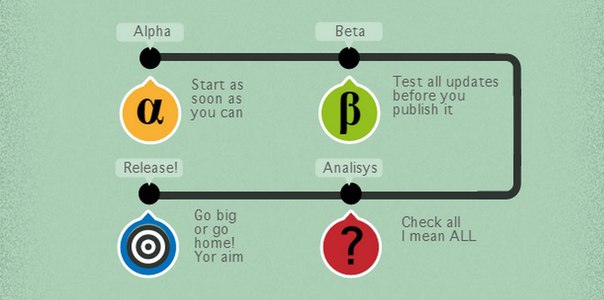 Alpha
α
Start as
soon as
you can
Beta
β
Test all updates
before you
publish it
Analisys
?
Check all
I mean ALL
Release!
Go big
or go
home!
Yor aim